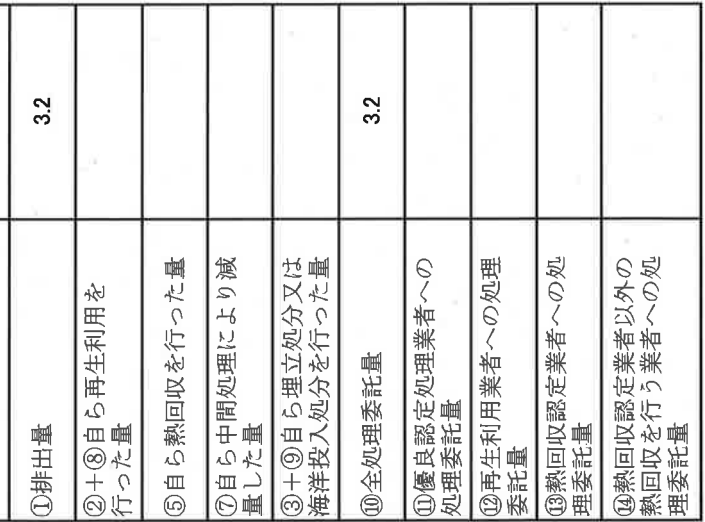 ①排出量
3.2
②+⑧自ら再生利用を
行った量
⑤自ら熱回収を行った量
⑦自ら中間処理により減
量した量
③+⑨自ら埋立処分又は
海洋投入処分を行った量
⑩全処理委託量
3.2
⑪優良認定処理業者への
処理委託量
⑫再生利用業者への処理
委託量
⑬熱回収認定業者への処
理委託量
⑭熱回収認定業者以外の
熱回収を行う業者への処
理委託量